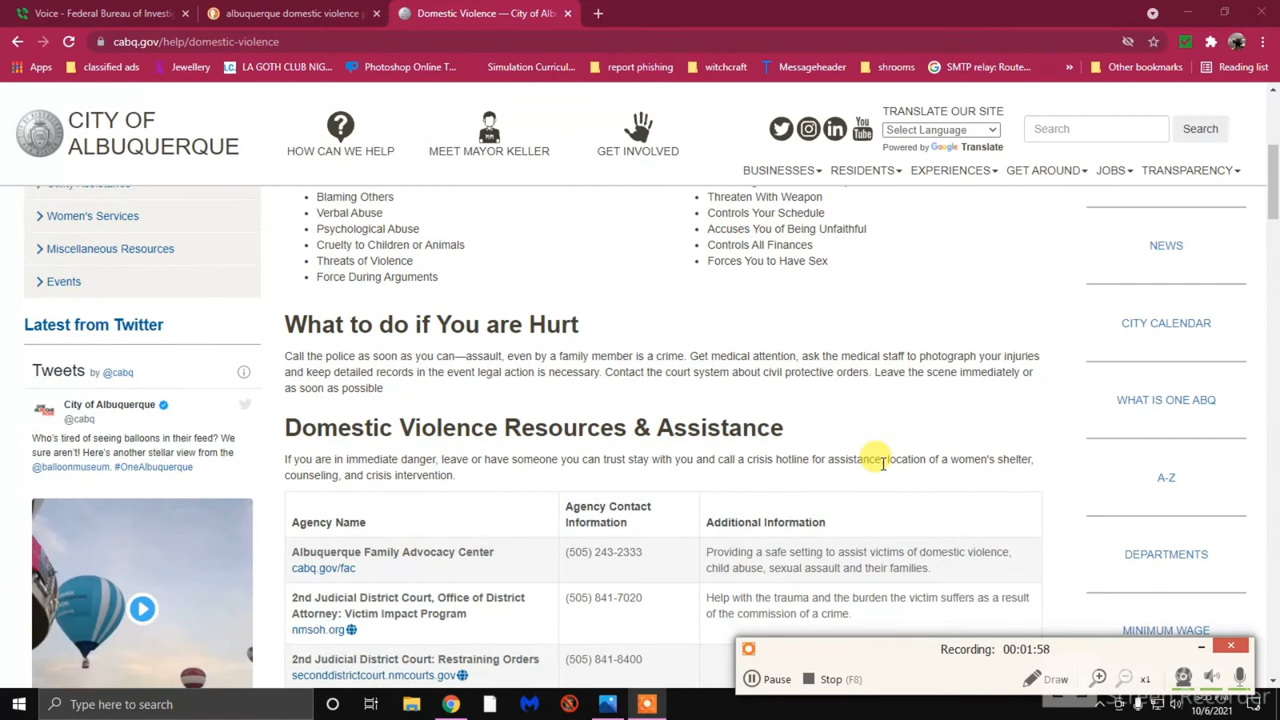 Voice - Federal Bureau of Investi
albuquerque domestic violence p
Domestic Violence — City of Alb
cabq.gov/help/domestic-violence
Apps
classified ads
Jewellery
LA GOTH CLUB NIG...
Photoshop Online T...
Simulation Curricul...
report phishing
witchcraft
Messageheader
shrooms
SMTP relay: Route...
»
Other bookmarks
Reading list
CITY OF
ALBUQUERQUE
HOW CAN WE HELP
MEET MAYOR KELLER
GET INVOLVED
You
Tube
TRANSLATE OUR SITE
Select Language
Powered by Google Translate
Search
Search
BUSINESSES
RESIDENTS
EXPERIENCES
GET AROUND
JOBS
TRANSPARENCY
Women's Services
Miscellaneous Resources
Events
Latest from Twitter
Tweets by @cabq
City of Albuquerque
@cabq
Who's tired of seeing balloons in their feed? We
sure aren't! Here's another stellar view from the
@balloonmuseum. #OneAlbuquerque
Blaming Others
Verbal Abuse
Psychological Abuse
Cruelty to Children or Animals
Threats of Violence
Force During Arguments
Threaten With Weapon
Controls Your Schedule
Accuses You of Being Unfaithful
Controls All Finances
Forces You to Have Sex
What to do if You are Hurt
Call the police as soon as you can—assault, even by a family member is a crime. Get medical attention, ask the medical staff to photograph your injuries
and keep detailed records in the event legal action is necessary. Contact the court system about civil protective orders. Leave the scene immediately or
as soon as possible
Domestic Violence Resources & Assistance
If you are in immediate danger, leave or have someone you can trust stay with you and call a crisis hotline for assistance, location of a women's shelter,
counseling, and crisis intervention.
Agency Name
Agency Contact
Information
Additional Information
Albuquerque Family Advocacy Center
cabq.gov/fac
(505) 243-2333
Providing a safe setting to assist victims of domestic violence,
child abuse, sexual assault and their families.
2nd Judicial District Court, Office of District
Attorney: Victim Impact Program
nmsoh.org
(505) 841-7020
Help with the trauma and the burden the victim suffers as a result
of the commission of a crime.
2nd Judicial District Court: Restraining Orders
seconddistrictcourt.nmcourts.gov
(505) 841-8400
NEWS
CITY CALENDAR
WHAT IS ONE ABQ
A-Z
DEPARTMENTS
MINIMUM WAGE
Recording: 00:01:58
Pause
Stop (F8)
Draw
x1
Type here to search
10/6/2021